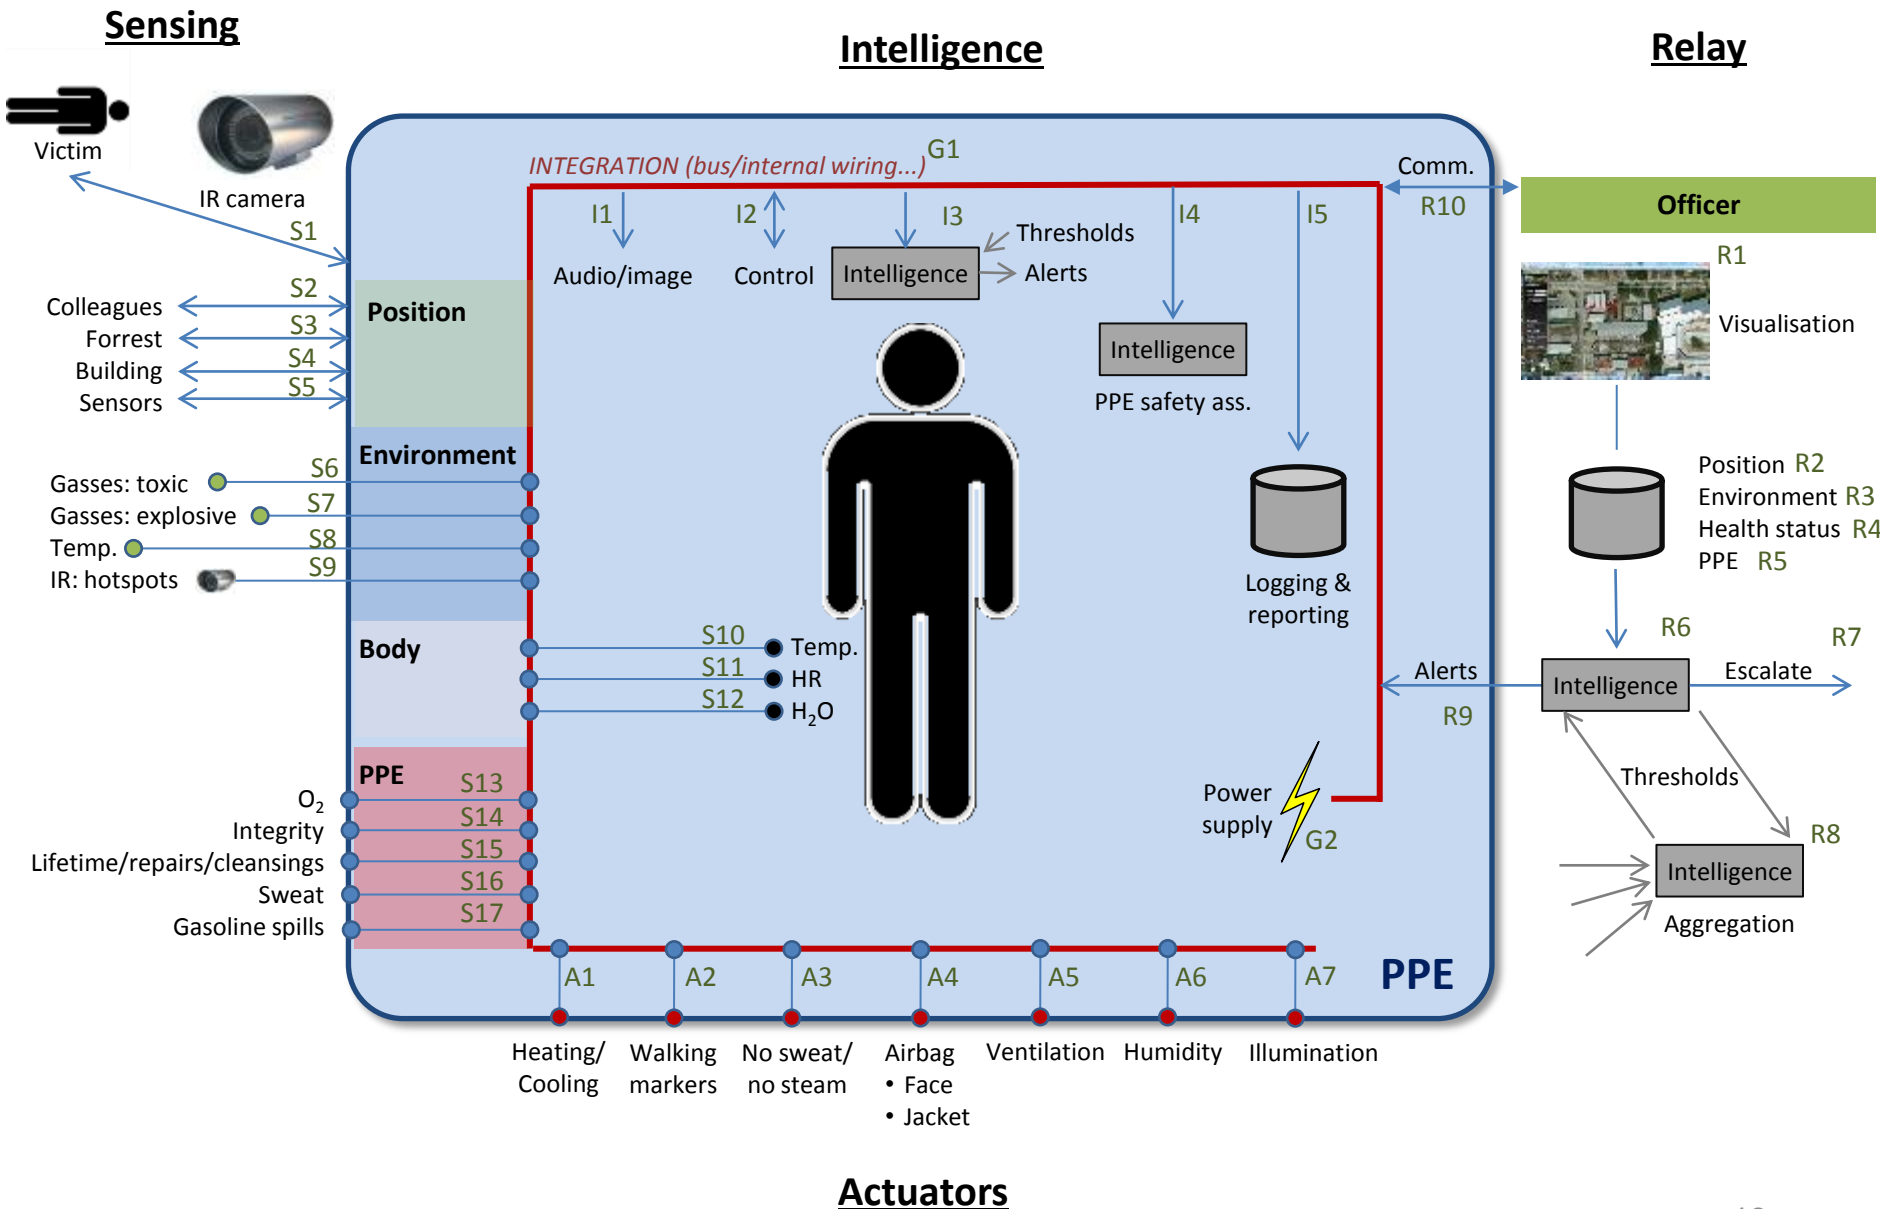 Sensing
Intelligence
Relay
Victim
IR camera
S1
S2
Colleagues
S3
Forrest
S4
Building
S5
Sensors
Position
Environment
S6
Gasses: toxic
S7
Gasses: explosive
S8
Temp.
S9
IR: hotspots
Body
S10
Temp.
S11
HR
S12
H₂O
PPE
S13
O₂
S14
Integrity
S15
Lifetime/repairs/cleansings
S16
Sweat
S17
Gasoline spills
INTEGRATION (bus/internal wiring...)
G1
I1
Audio/image
I2
Control
I3
Intelligence
Thresholds
Alerts
I4
Intelligence
PPE safety ass.
I5
Logging &
reporting
Power
supply
G2
PPE
A1
A2
A3
A4
A5
A6
A7
Heating/
Cooling
Walking
markers
No sweat/
no steam
Airbag
• Face
• Jacket
Ventilation
Humidity
Illumination
Actuators
Comm.
R10
Officer
R1
Visualisation
Position R2
Environment R3
Health status R4
PPE R5
R6
R7
Alerts
Intelligence
Escalate
R9
Thresholds
R8
Intelligence
Aggregation